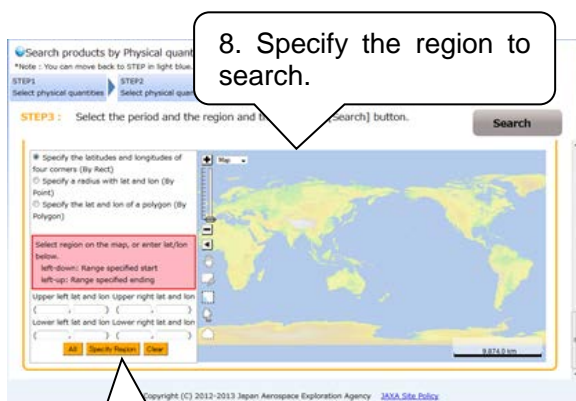 Search products by Physical quant
8. Specify the region to
search.
*Note : You can move back to STEP in light blue.
STEP1
Select physical quantities
STEP2
Select physical quan
STEP3 : Select the period and the region and th Search] button.
Search
Specify the latitudes and longitudes of
four corners (By Rect)
Specify a radius with lat and lon (By
Point)
Specify the lat and lon of a polygon (By
Polygon)
Map
Select region on the map, or enter lat/lon
below.
left-down: Range specified start
left-up: Range specified ending
Upper left lat and lon Upper right lat and lon
( , ) ( , )
Lower left lat and lon Lower right lat and lon
( , ) ( , )
All Specify Region Clear
9,874.0 km
Copyright (C) 2012-2013 Japan Aerospace Exploration Agency JAXA Site Policy